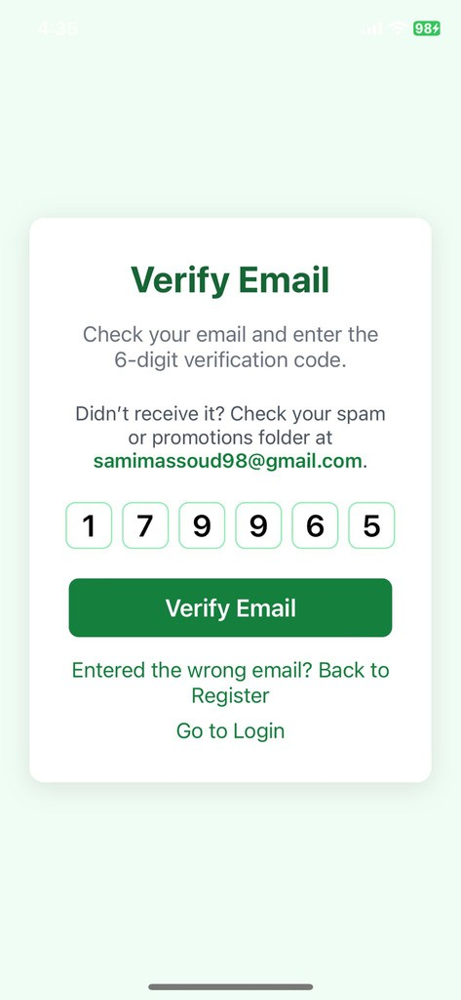 4:35
98
Verify Email
Check your email and enter the
6-digit verification code.
Didn’t receive it? Check your spam
or promotions folder at
samimassoud98@gmail.com.
1 7 9 9 6 5
Verify Email
Entered the wrong email? Back to
Register
Go to Login